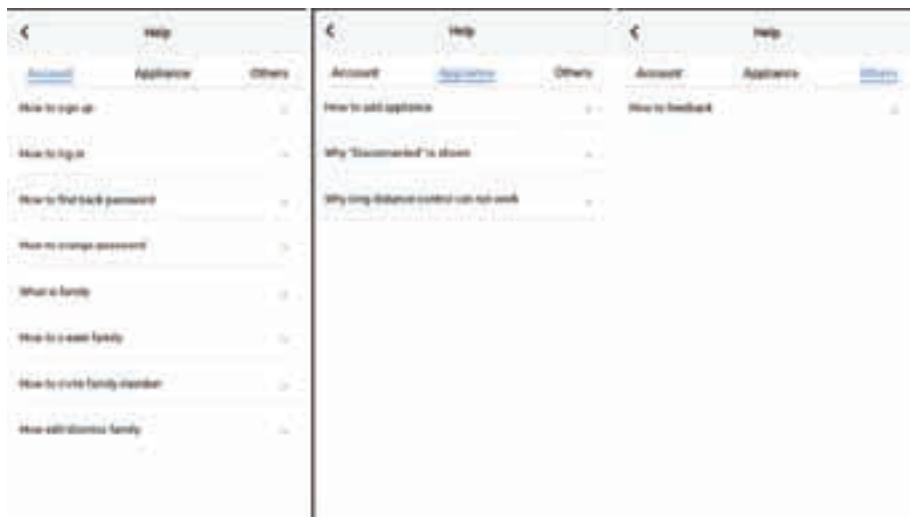 Help
Account Appliance Others
How to sign up
How to log in
How to find back password
How to change password
What is family
How to create family
How to invite family member
How edit/dismiss family
Help
Account Appliance Others
How to add appliance
Why "Disconnected" is shown
Why long distance control can not work
Help
Account Appliance Others
How to feedback